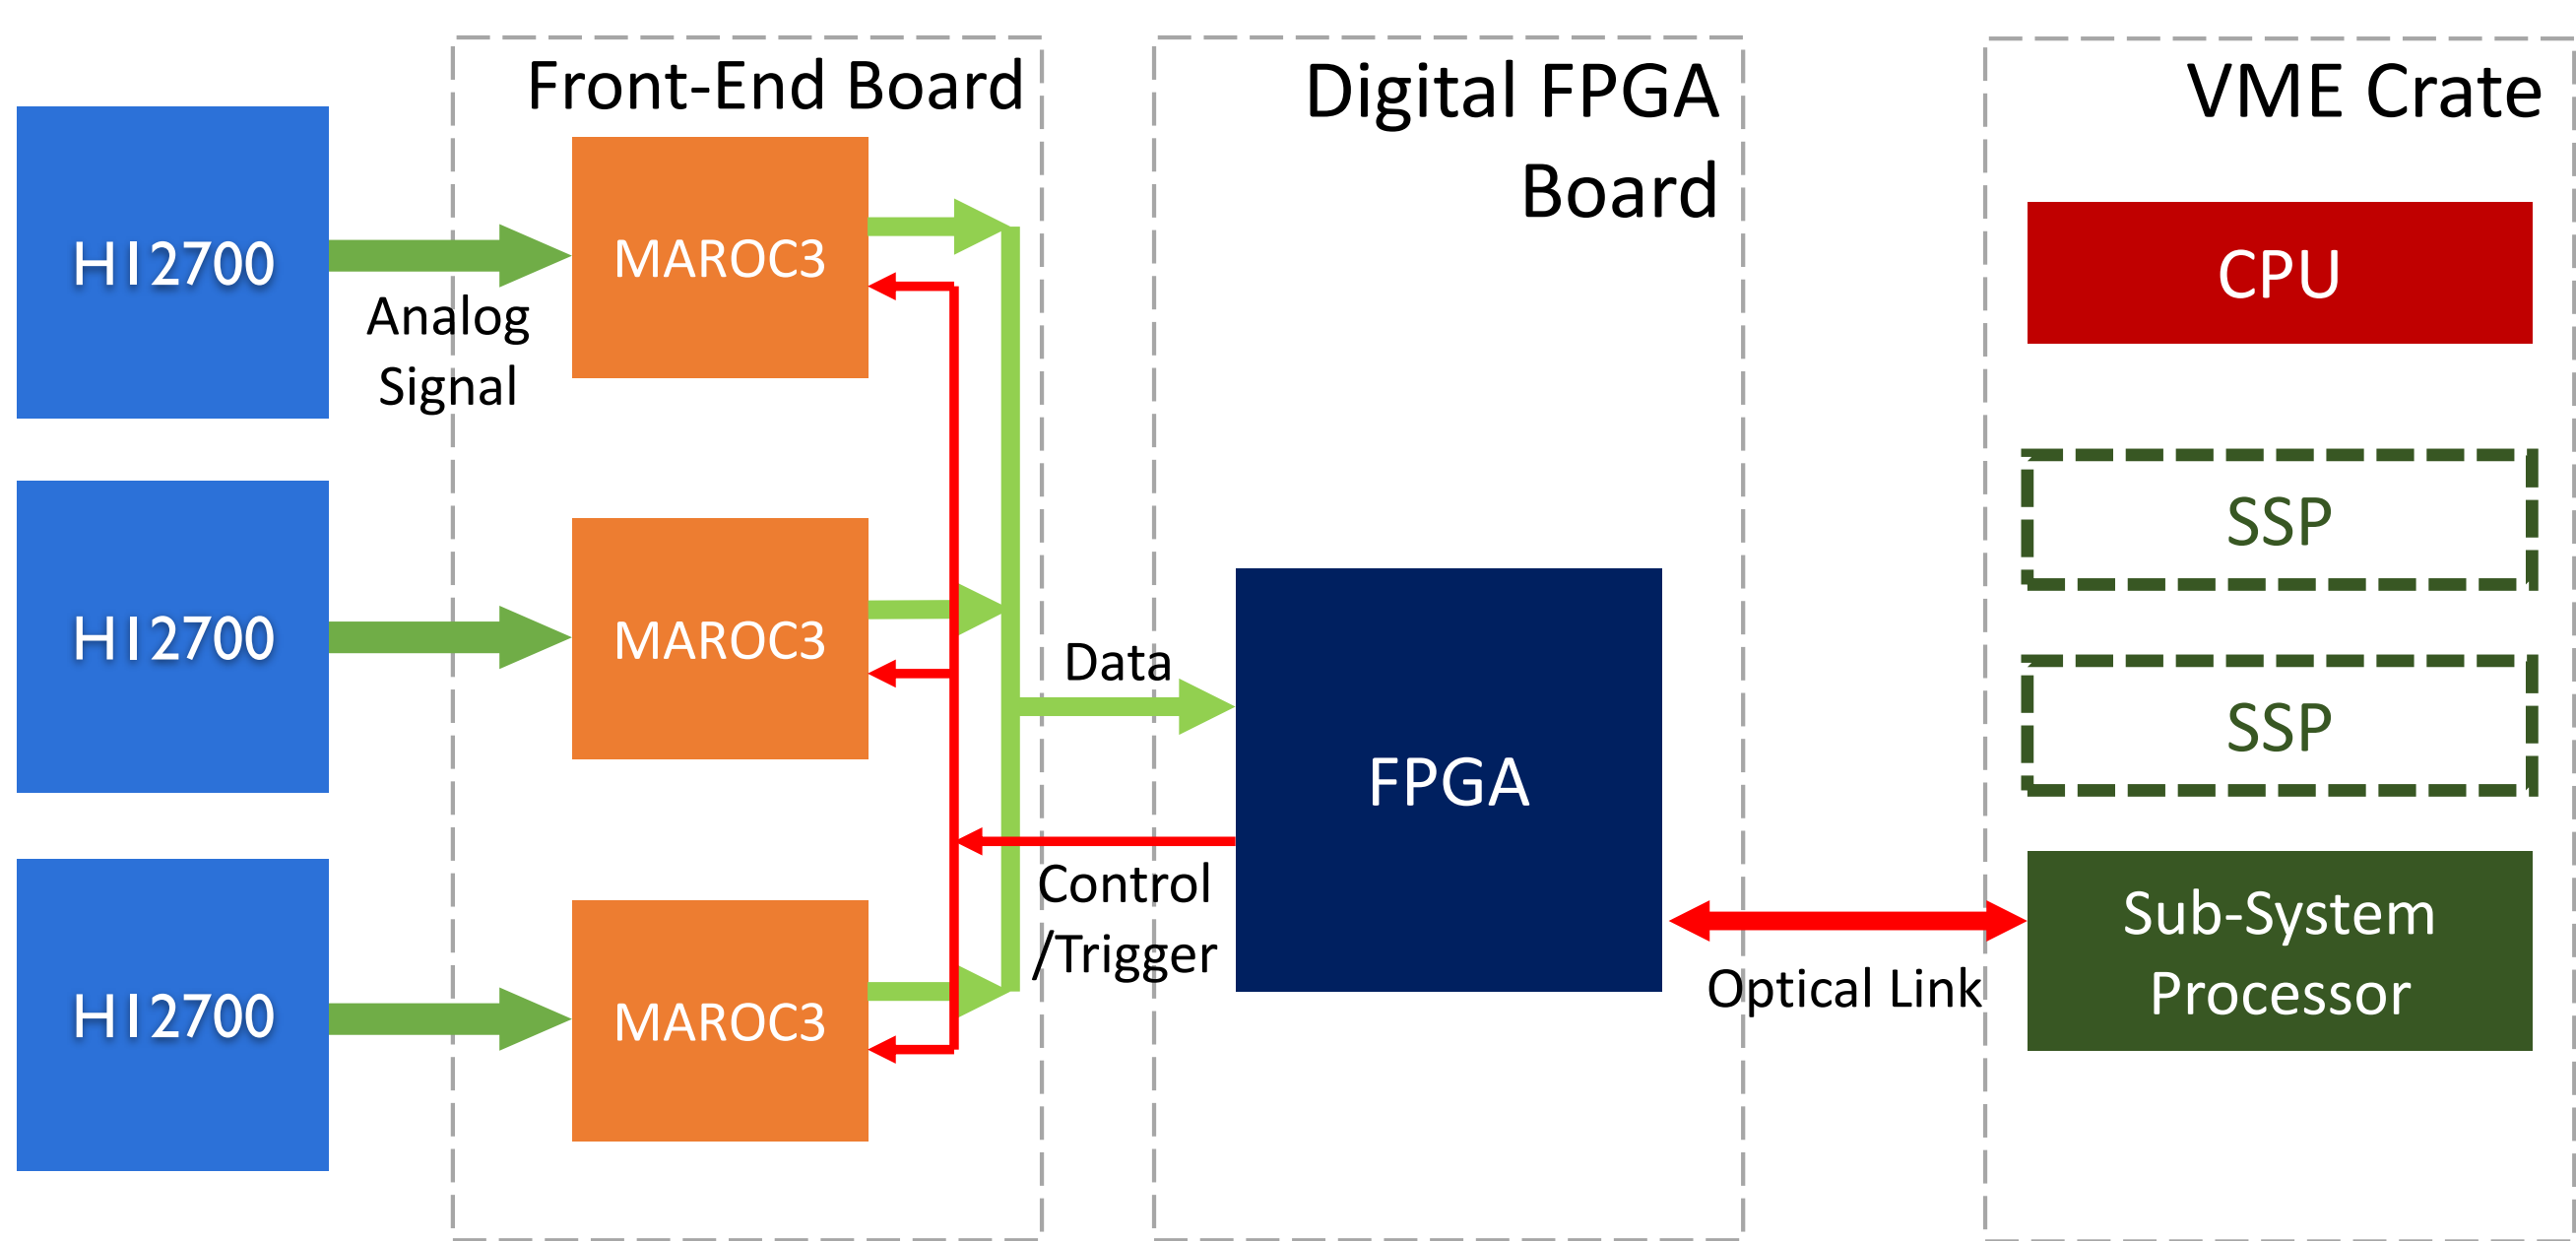 Front-End Board
Digital FPGA
Board
VME Crate
H12700
Analog
Signal
MAROC3
CPU
SSP
H12700
MAROC3
Data
SSP
FPGA
Control
/Trigger
Optical Link
Sub-System
Processor
H12700
MAROC3